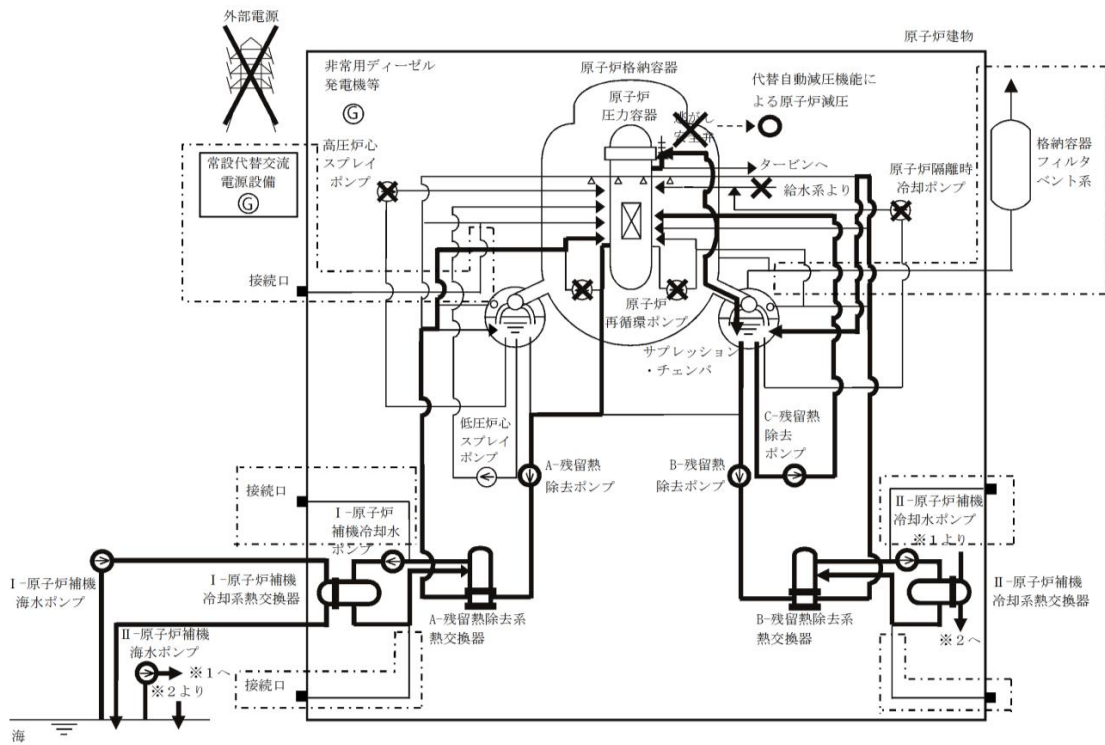 外部電源
原子炉建物
非常用ディーゼル
発電機等
G
原子炉格納容器
原子炉
圧力容器
代替自動減圧機能に
よる原子炉減圧
逃がし
安全弁
高圧炉心
スプレイ
ポンプ
常設代替交流
電源設備
G
タービンへ
給水系より
原子炉隔離時
冷却ポンプ
格納容器
フィルタ
ベント系
接続口
原子炉
再循環ポンプ
サプレッション
・チェンバ
低圧炉心
スプレイ
ポンプ
A-残留熱
除去ポンプ
B-残留熱
除去ポンプ
C-残留熱
除去
ポンプ
接続口
Ⅰ-原子炉
補機冷却水
ポンプ
Ⅱ-原子炉補機
冷却水ポンプ
※1より
Ⅰ-原子炉補機
海水ポンプ
Ⅰ-原子炉補機
冷却系熱交換器
A-残留熱除去系
熱交換器
B-残留熱除去系
熱交換器
Ⅱ-原子炉補機
冷却系熱交換器
※2へ
Ⅱ-原子炉補機
海水ポンプ
※1へ
※2より
接続口
海